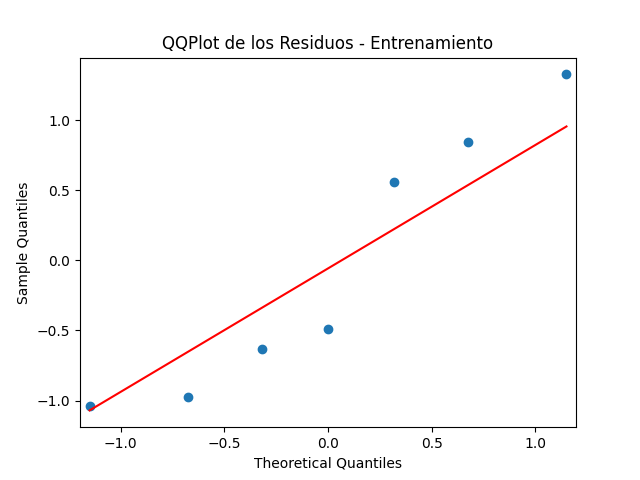 QQPlot de los Residuos - Entrenamiento
1.0
0.5
0.0
−0.5
−1.0
Sample Quantiles
−1.0 −0.5 0.0 0.5 1.0
Theoretical Quantiles